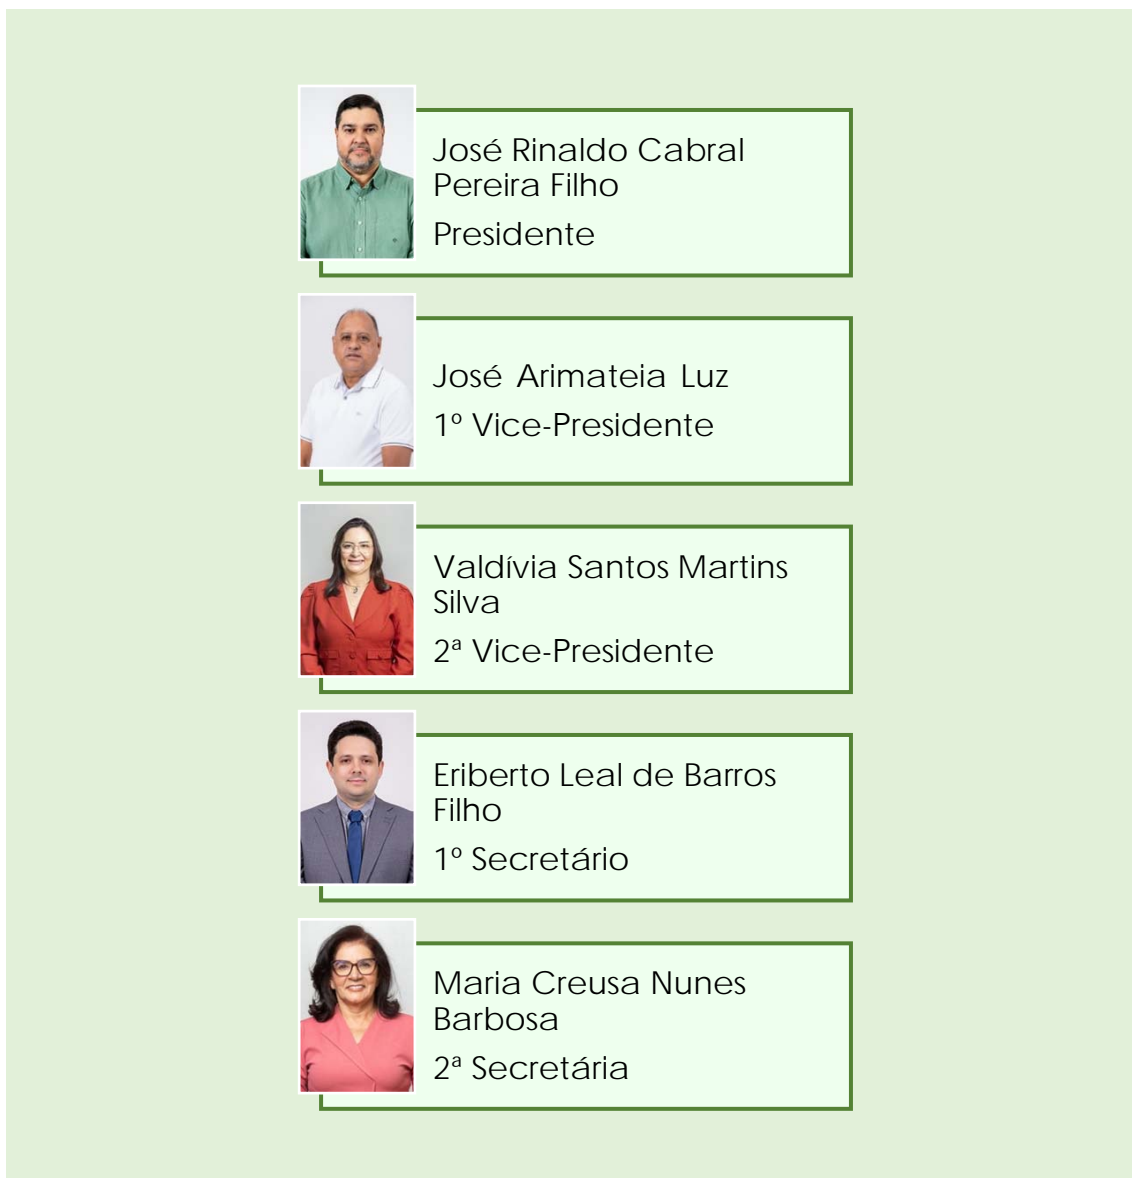 José Rinaldo Cabral
Pereira Filho
Presidente
José Arimateia Luz
1º Vice-Presidente
Valdívia Santos Martins
Silva
2ª Vice-Presidente
Eriberto Leal de Barros
Filho
1º Secretário
Maria Creusa Nunes
Barbosa
2ª Secretária